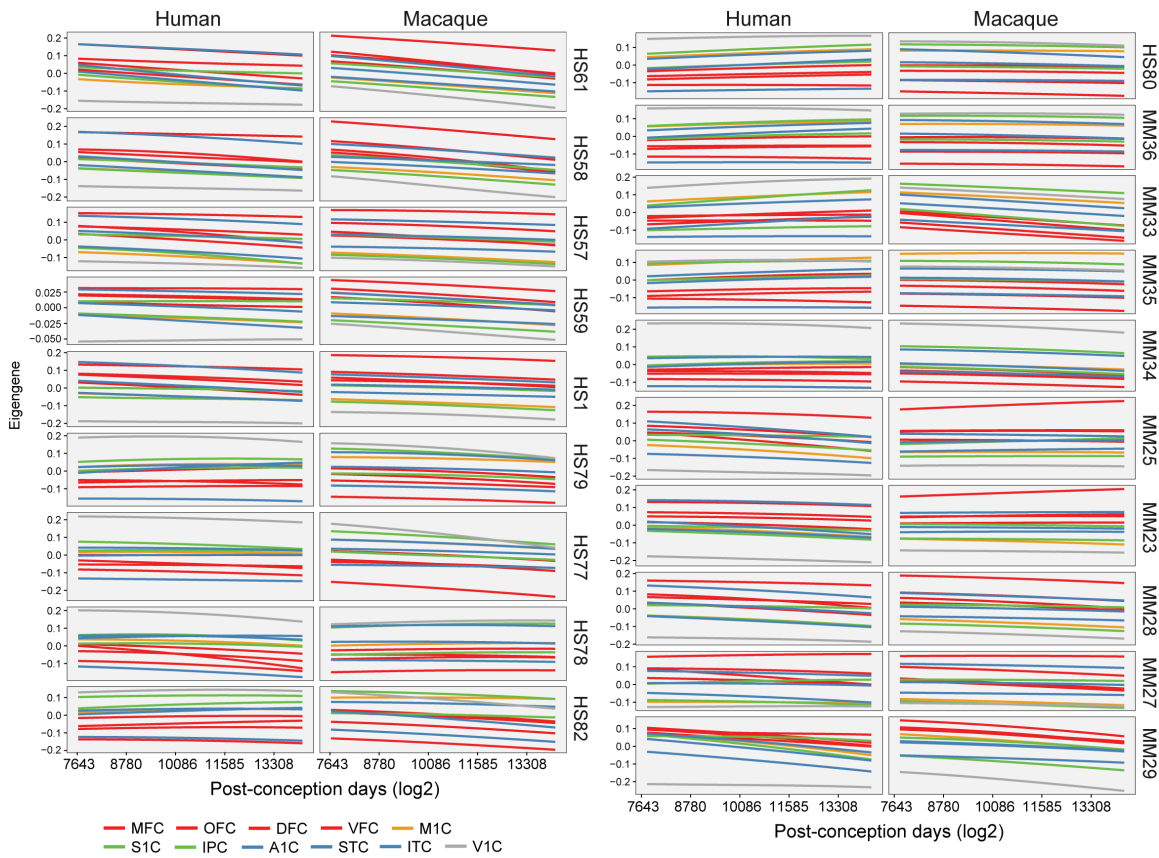 Human Macaque
0.2
0.1
0.0
−0.1
−0.2
HS61
0.2
0.1
0.0
−0.1
−0.2
HS58
0.1
0.0
−0.1
HS57
0.025
0.000
−0.025
−0.050
HS59
0.2
0.1
0.0
−0.1
−0.2
HS1
0.2
0.1
0.0
−0.1
HS79
0.2
0.1
0.0
−0.1
−0.2
HS77
0.2
0.1
0.0
−0.1
HS78
0.1
0.0
−0.1
−0.2
HS82
Eigengene
7643 8780 10086 11585 13308 7643 8780 10086 11585 13308
Post-conception days (log2)
MFC OFC DFC VFC M1C
S1C IPC A1C STC ITC V1C
Human Macaque
0.1
0.0
−0.1
HS80
0.1
0.0
−0.1
MM36
0.2
0.1
0.0
−0.1
MM33
0.1
0.0
−0.1
MM35
0.2
0.1
0.0
−0.1
MM34
0.2
0.1
0.0
−0.1
−0.2
MM25
0.2
0.1
0.0
−0.1
−0.2
MM23
0.2
0.1
0.0
−0.1
−0.2
MM28
0.1
0.0
−0.1
MM27
0.1
0.0
−0.1
−0.2
MM29
7643 8780 10086 11585 13308 7643 8780 10086 11585 13308
Post-conception days (log2)